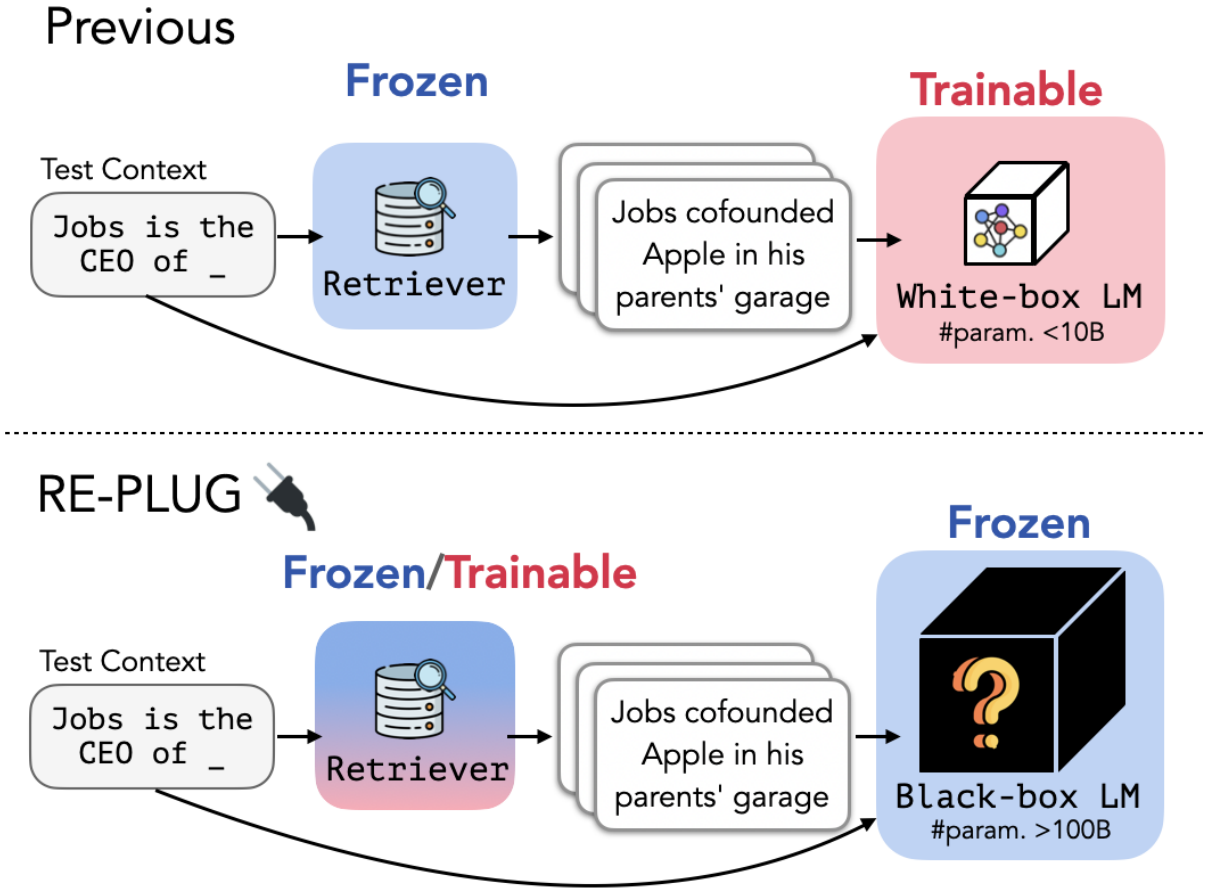 Previous
Frozen
Trainable
Test Context
Jobs is the
CEO of _
Retriever
Jobs cofounded
Apple in his
parents' garage
White-box LM
#param. <10B
RE-PLUG
Frozen/Trainable
Frozen
Test Context
Jobs is the
CEO of _
Retriever
Jobs cofounded
Apple in his
parents' garage
?
Black-box LM
#param. >100B